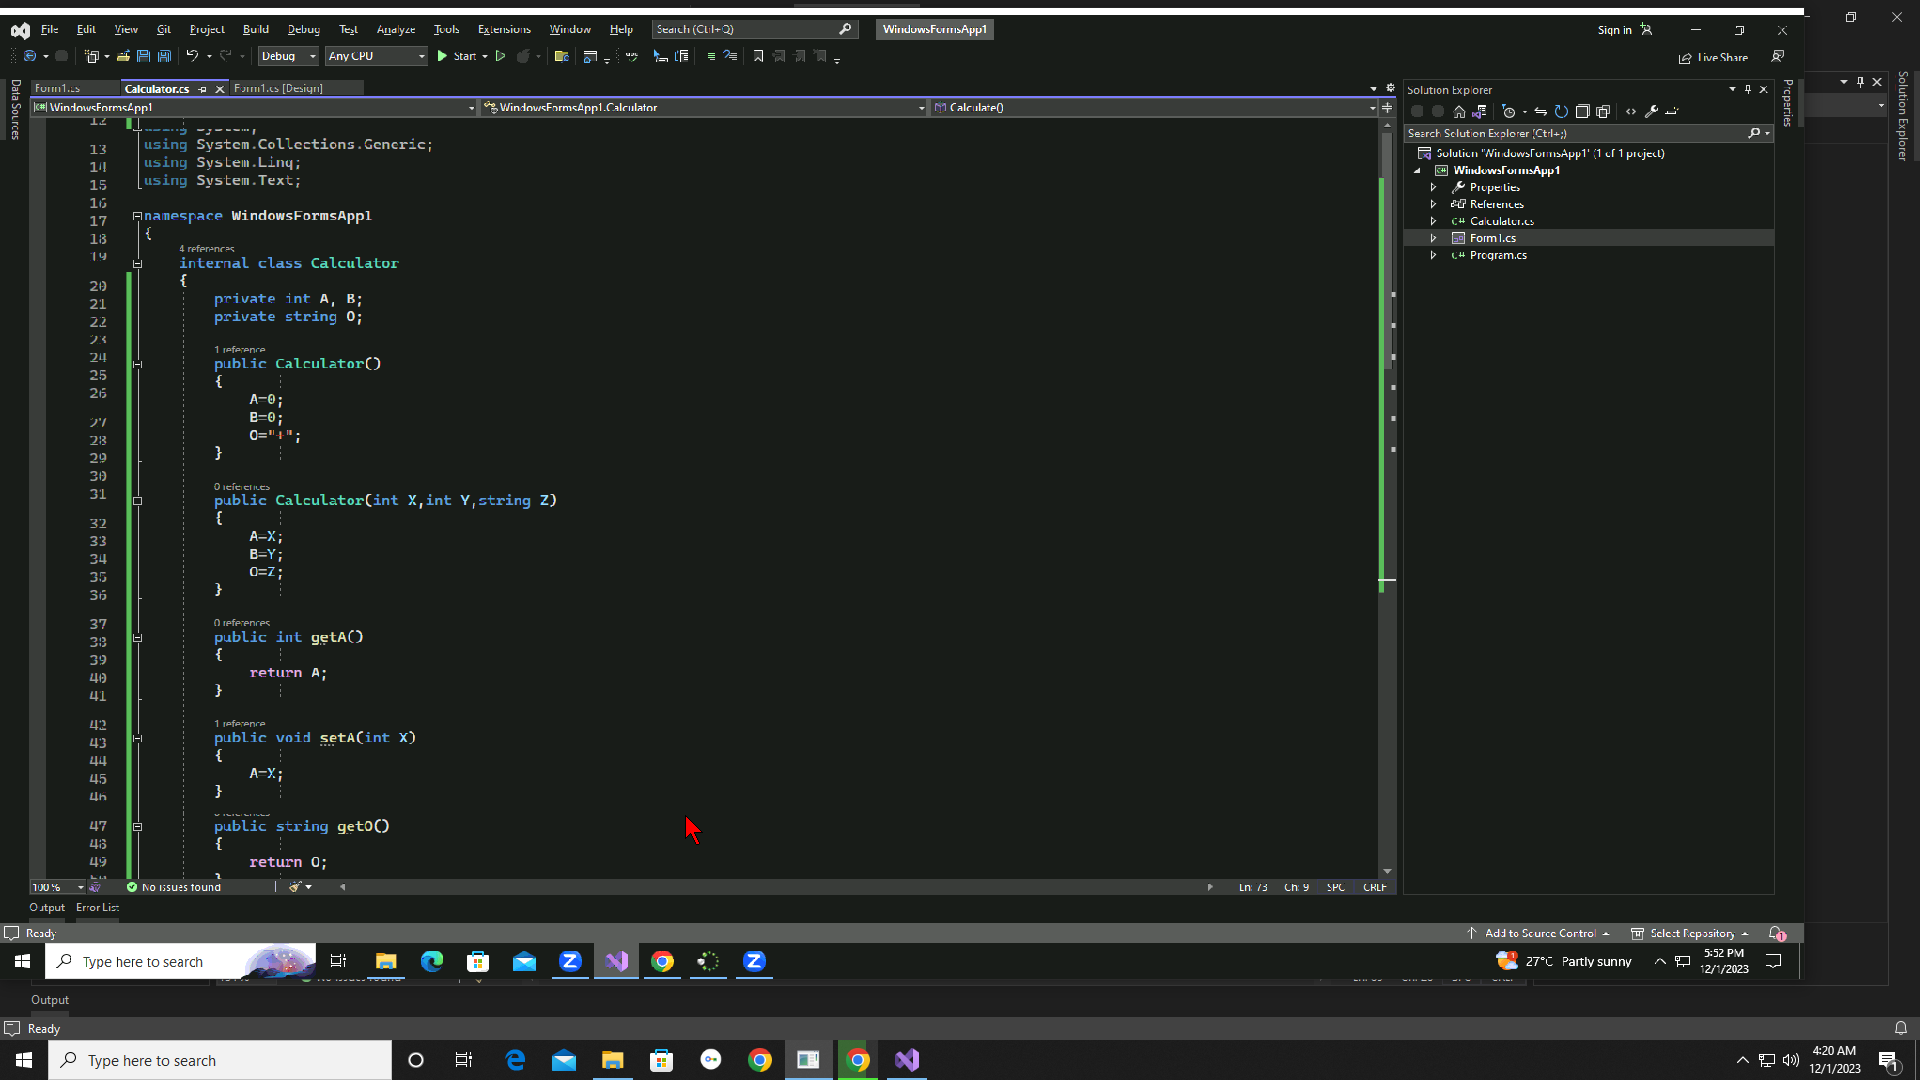 File Edit View Git Project Build Debug Test Analyze Tools Extensions Window Help Search (Ctrl+Q) WindowsFormsApp1 Sign in
Debug Any CPU Start Live Share
Data Sources
Form1.cs Calculator.cs Form1.cs [Design]
C# WindowsFormsApp1 WindowsFormsApp1.Calculator Calculate()
12 using System;
13 using System.Collections.Generic;
14 using System.Linq;
15 using System.Text;
16
17 namespace WindowsFormsApp1
18 {
4 references
19 internal class Calculator
20 {
21 private int A, B;
22 private string O;
23
1 reference
24 public Calculator()
25 {
26 A=0;
27 B=0;
28 O="+";
29 }
30
0 references
31 public Calculator(int X,int Y,string Z)
32 {
33 A=X;
34 B=Y;
35 O=Z;
36 }
0 references
37 public int getA()
38 {
39 return A;
40 }
41
1 reference
42 public void setA(int X)
43 {
44 A=X;
45 }
46
47 public string getO()
48 {
49 return O;
100 % No issues found Ln: 73 Ch: 9 SPC CRLF
Output Error List
Solution Explorer
Search Solution Explorer (Ctrl+;)
Solution 'WindowsFormsApp1' (1 of 1 project)
C# WindowsFormsApp1
Properties
References
C# Calculator.cs
Form1.cs
C# Program.cs
Properties
Solution Explorer
Ready Add to Source Control Select Repository 1
Type here to search 27°C Partly sunny 5:52 PM
12/1/2023
Output
Ready
Type here to search 4:20 AM
12/1/2023 1